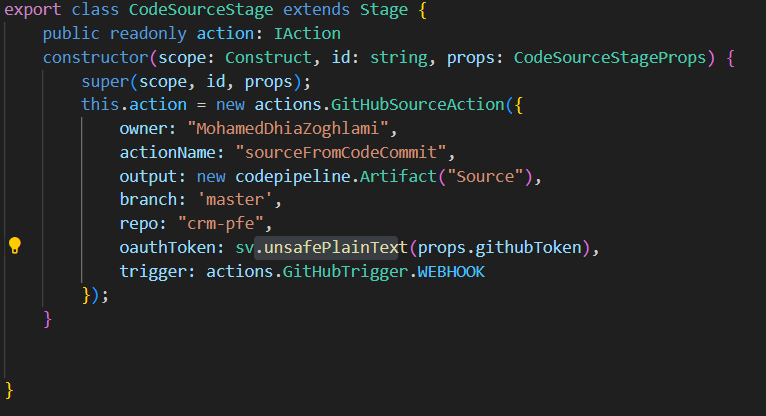 export class CodeSourceStage extends Stage {
    public readonly action: IAction
    constructor(scope: Construct, id: string, props: CodeSourceStageProps) {
        super(scope, id, props);
        this.action = new actions.GitHubSourceAction({
            owner: "MohamedDhiaZoghlami",
            actionName: "sourceFromCodeCommit",
            output: new codepipeline.Artifact("Source"),
            branch: 'master',
            repo: "crm-pfe",
            oauthToken: sv.unsafePlainText(props.githubToken),
            trigger: actions.GitHubTrigger.WEBHOOK
        });
    }
}